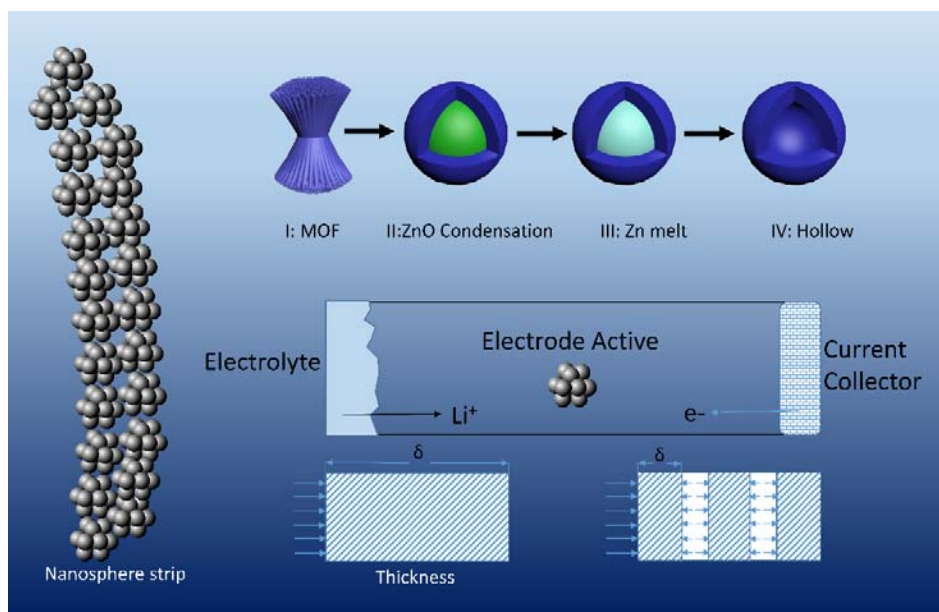 I: MOF
II:ZnO Condensation
III: Zn melt
IV: Hollow
Electrolyte
Electrode Active
Current
Collector
Li⁺
e-
δ
δ
Nanosphere strip
Thickness